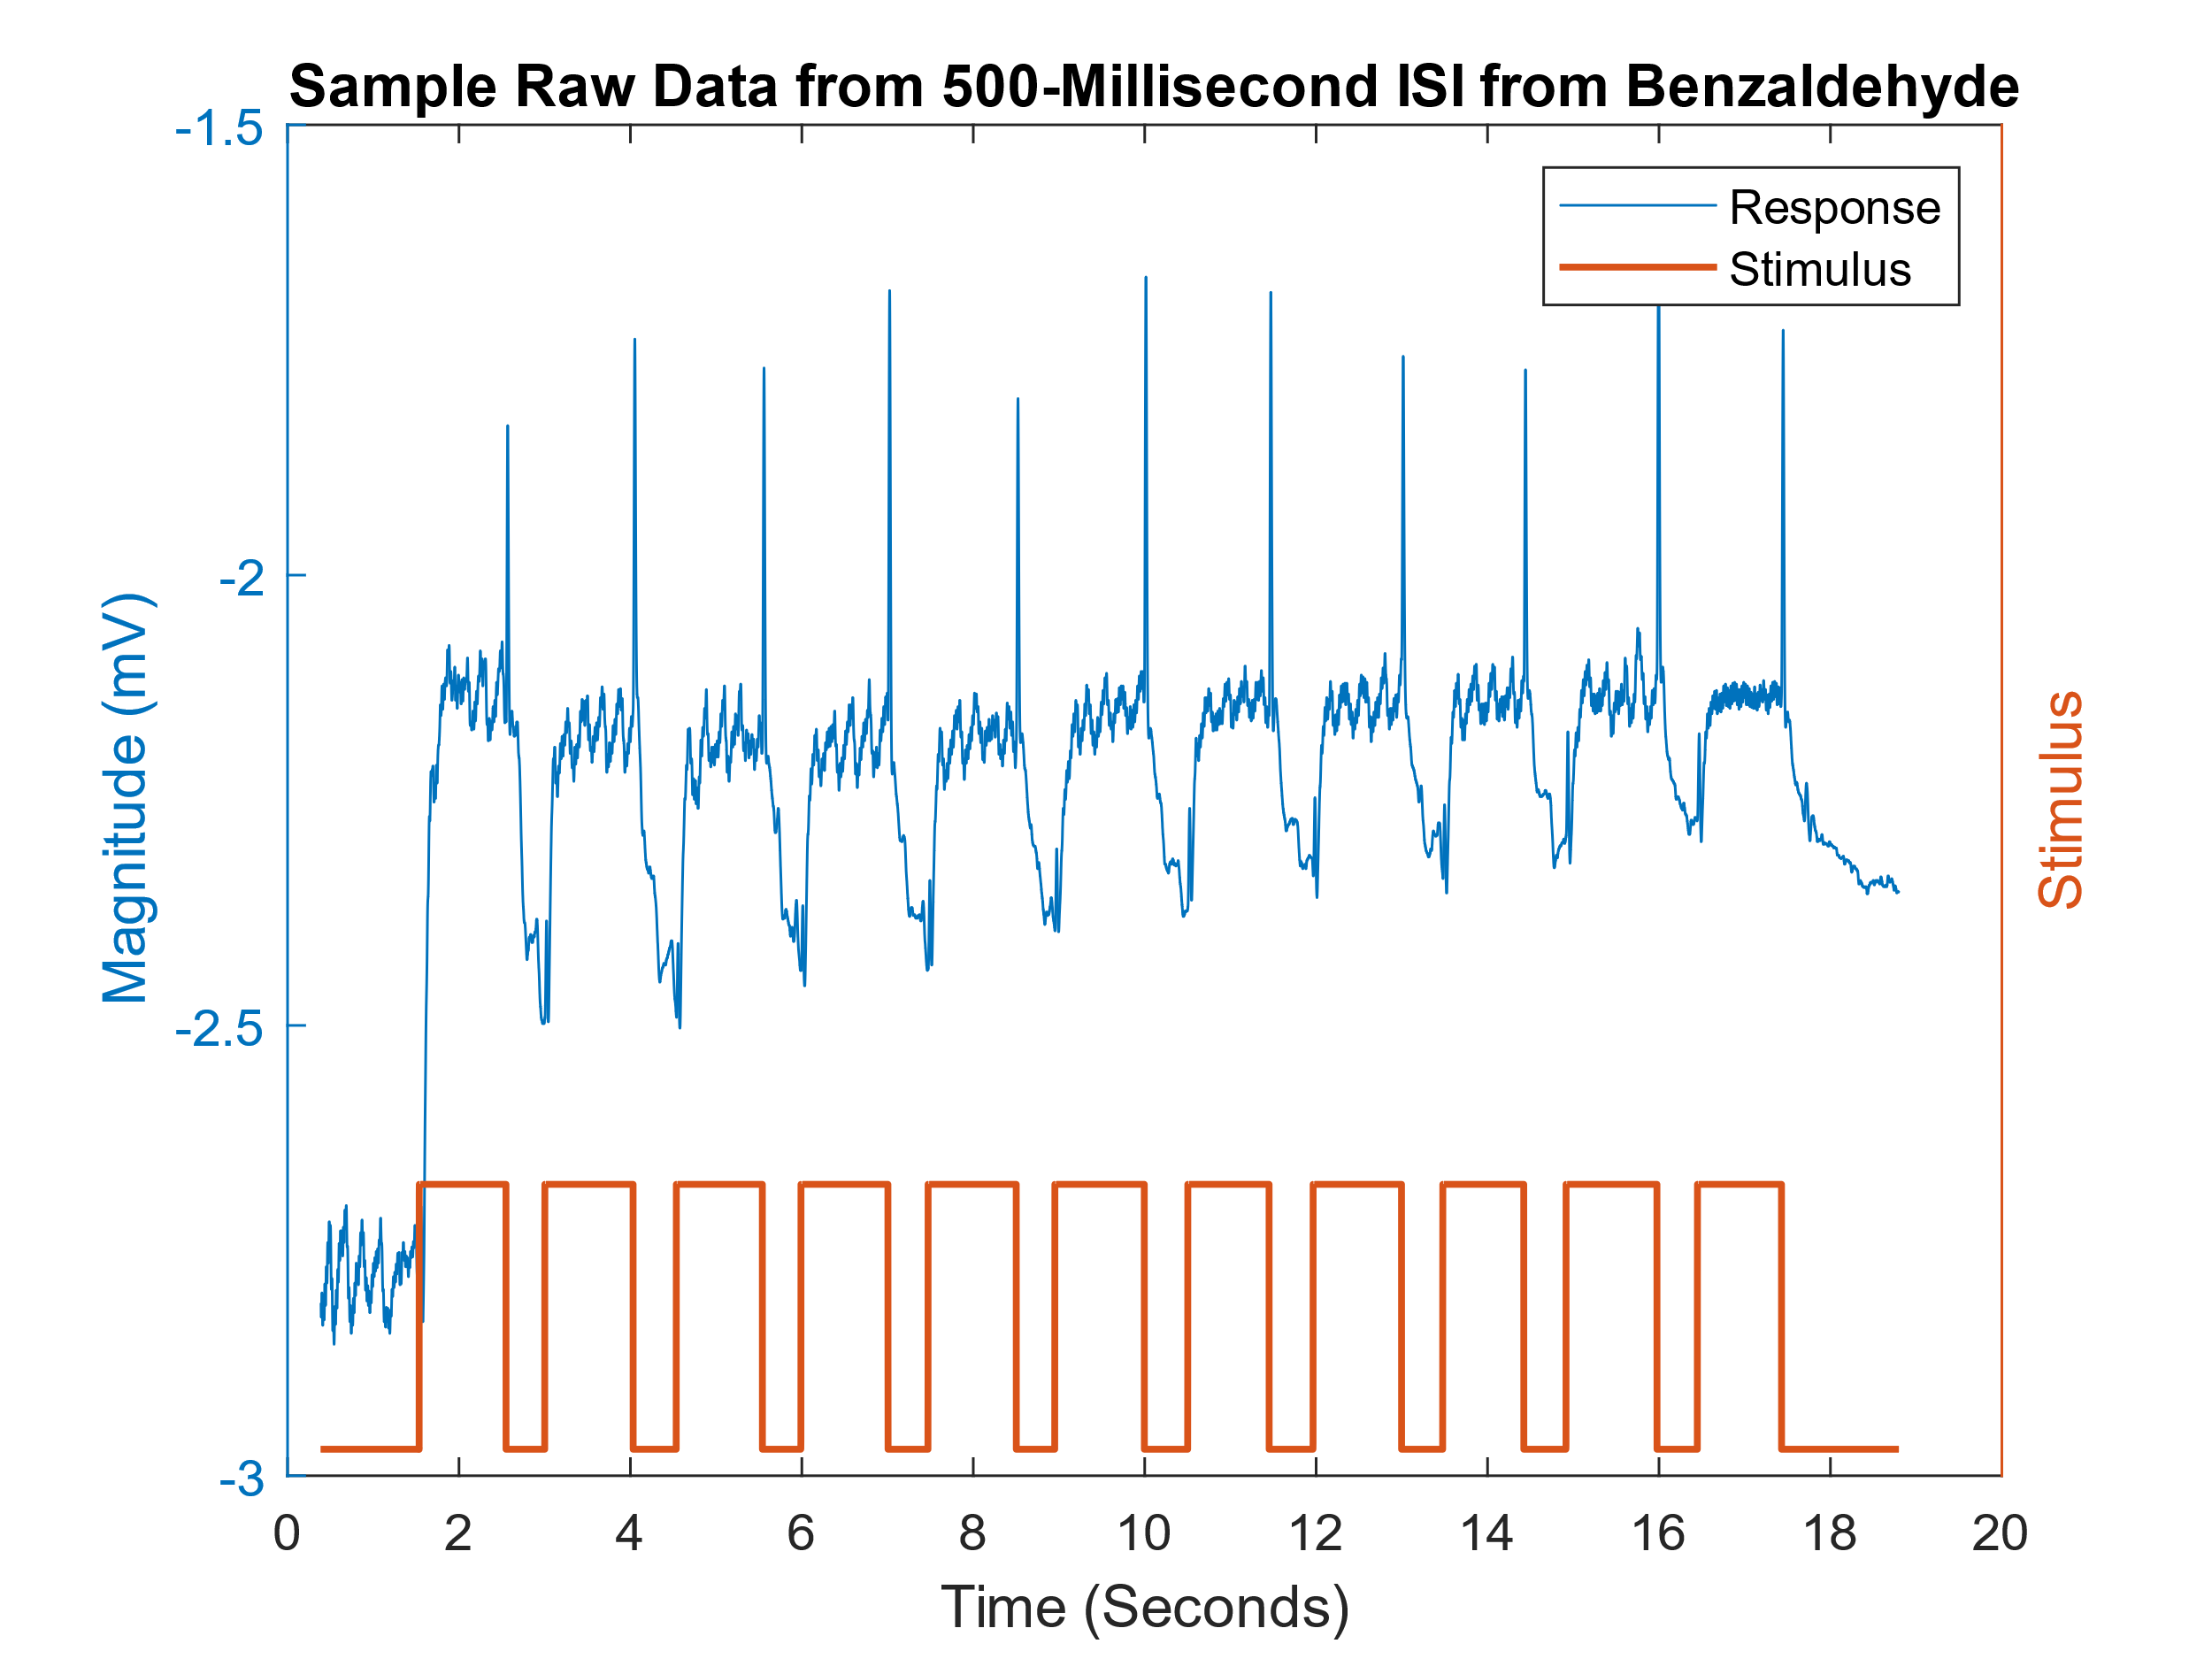 Sample Raw Data from 500-Millisecond ISI from Benzaldehyde
-1.5
-2
-2.5
-3
Magnitude (mV)
Response
Stimulus
Stimulus
0 2 4 6 8 10 12 14 16 18 20
Time (Seconds)